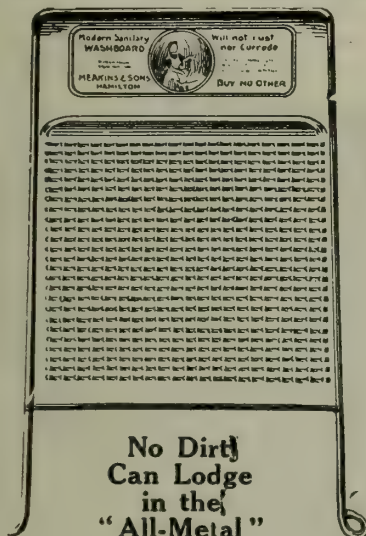 Modern Sanitary
WASHBOARD
MEAKINS & SONS
HAMILTON
Will not rust
nor Corrode
BUY NO OTHER
No Dirt
Can Lodge
in the
"All-Metal"